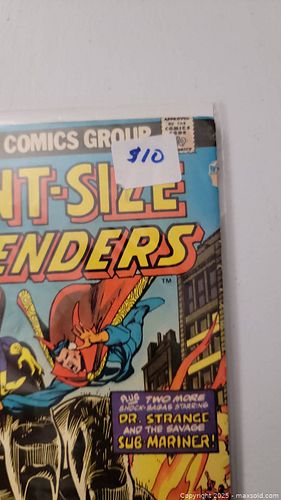 COMICS GROUP
APPROVED
BY THE
COMICS
CODE
$10
NT-SIZE
ENDERS
TM
PLUS TWO MORE
SHOCK-SAGAS STARRING
DR. STRANGE
AND THE SAVAGE
SUB-MARINER!
Copyright 2025 - maxsold.com